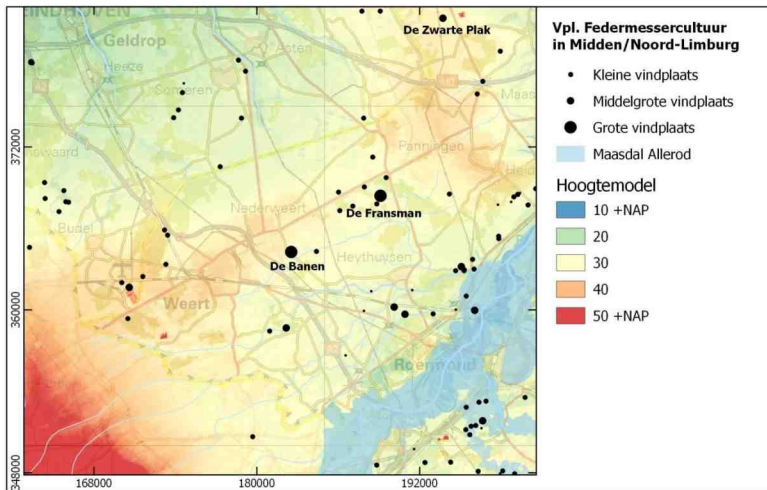 EINDHOVEN
Geldrop
Heeze
Asten
Someren
De Zwarte Plak
Maas
Panningen
Nederweert
De Fransman
Budel
De Banen
Heythuysen
Weert
Roermond
372000
360000
348000
168000
180000
192000
Vpl. Federmessercultuur
in Midden/Noord-Limburg
Kleine vindplaats
Middelgrote vindplaats
Grote vindplaats
Maasdal Allerod
Hoogtemodel
10 +NAP
20
30
40
50 +NAP